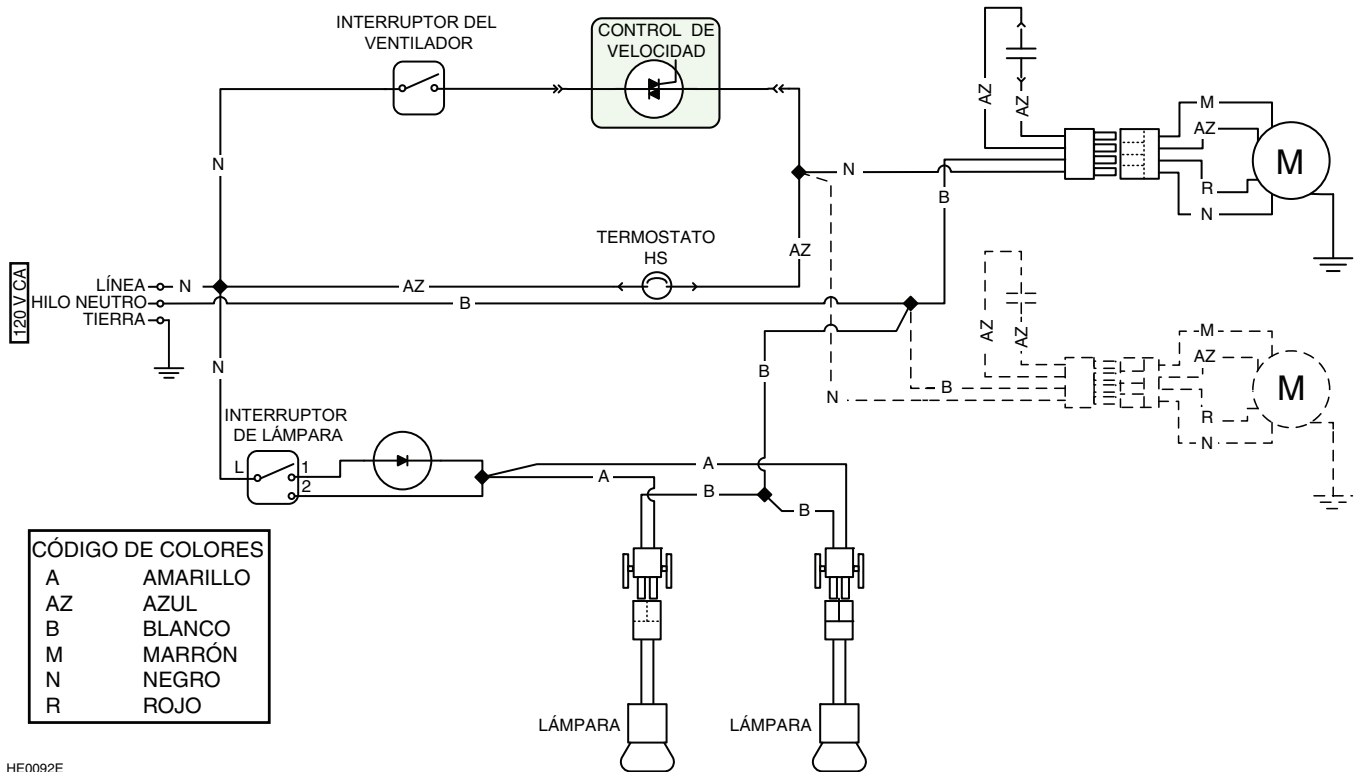 INTERRUPTOR DEL
VENTILADOR
CONTROL DE
VELOCIDAD
AZ
AZ
M
AZ
M
R
N
N
N
B
AZ
TERMOSTATO
HS
120 V CA
LÍNEA
N
AZ
HILO NEUTRO
B
TIERRA
N
B
AZ
AZ
M
AZ
M
R
N
B
N
INTERRUPTOR
DE LÁMPARA
L
1
2
A
A
B
B
CÓDIGO DE COLORES
A AMARILLO
AZ AZUL
B BLANCO
M MARRÓN
N NEGRO
R ROJO
LÁMPARA
LÁMPARA
HE0092E